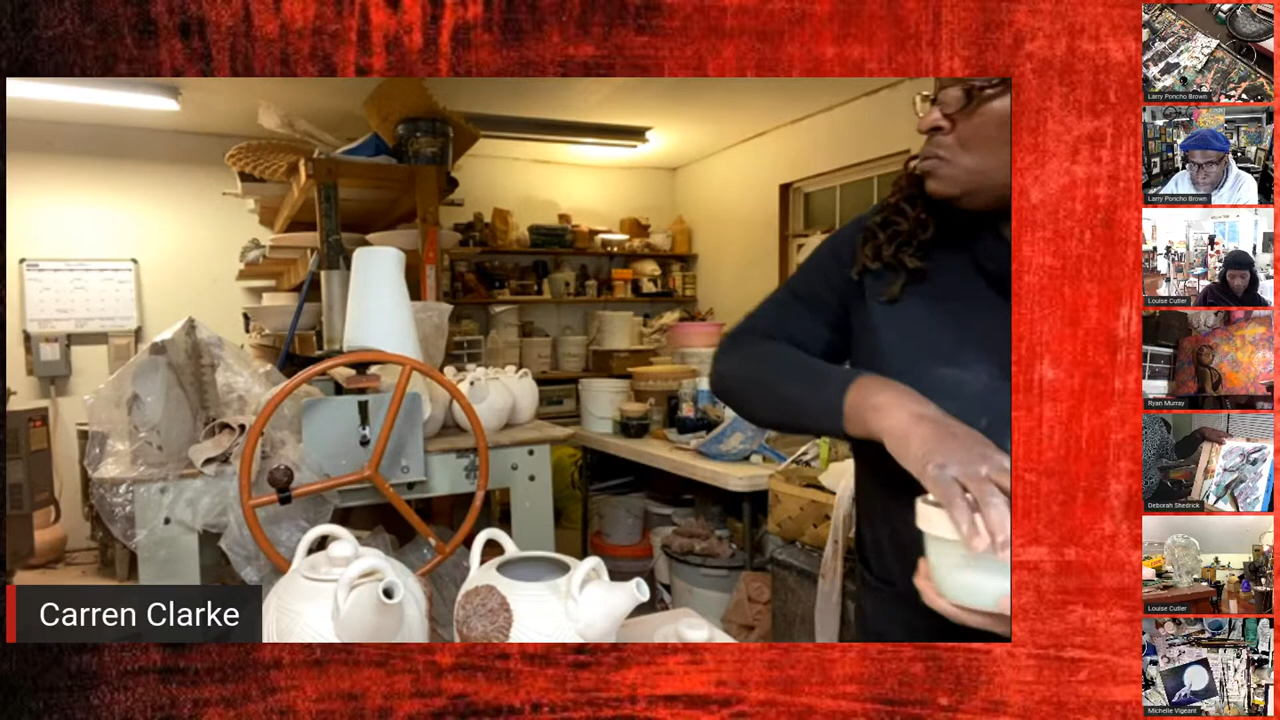 Carren Clarke
Larry Poncho Brown
Larry Poncho Brown
Louise Cutler
Ryan Murray
Deborah Shedrick
Louise Cutler
Michelle Vigeant